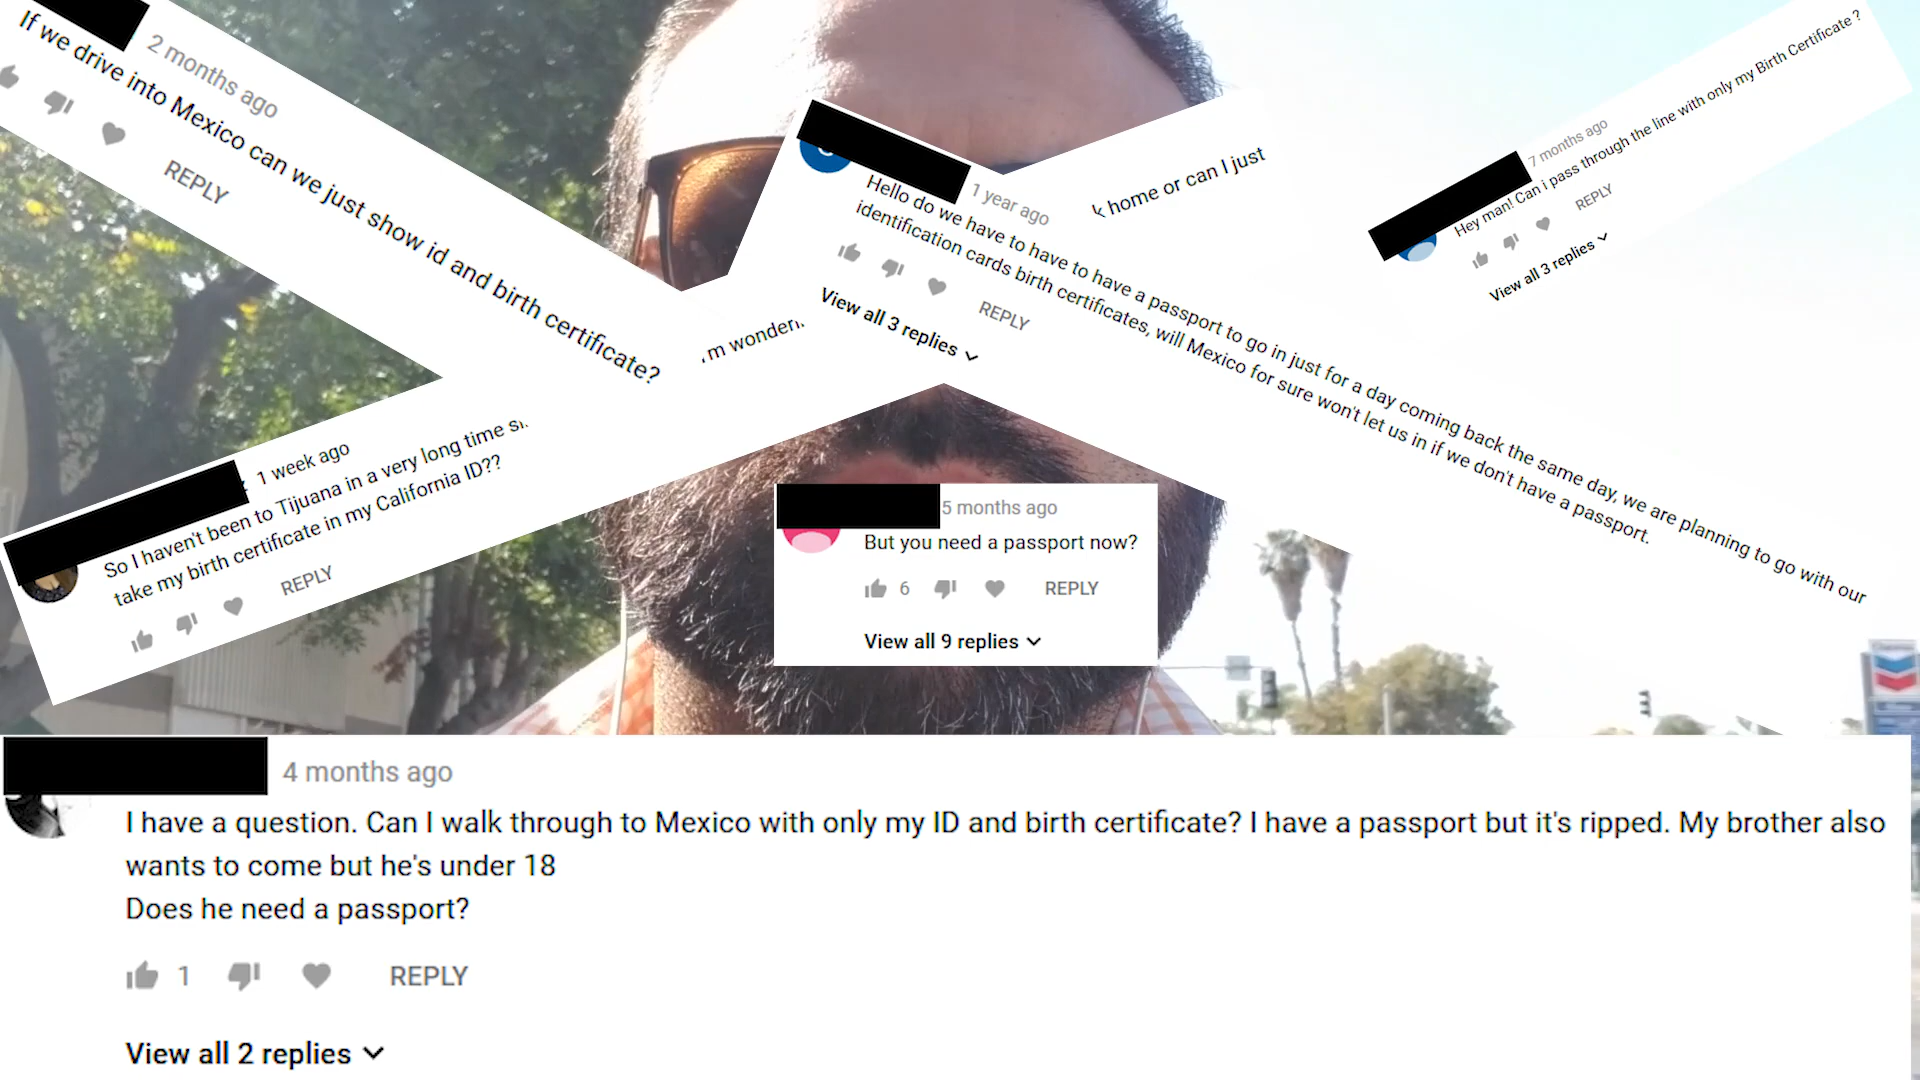 2 months ago
If we drive into Mexico can we just show id and birth certificate?
REPLY
1 year ago
Hello do we have to have to have a passport to go in just for a day coming back the same day, we are planning to go with our
identification cards birth certificates, will Mexico for sure won't let us in if we don't have a passport.
REPLY
View all 3 replies
7 months ago
Hey man! Can i pass through the line with only my Birth Certificate ?
REPLY
View all 3 replies
1 week ago
So I haven't been to Tijuana in a very long time
home or can I just
take my birth certificate in my California ID??
REPLY
5 months ago
But you need a passport now?
6 REPLY
View all 9 replies
4 months ago
I have a question. Can I walk through to Mexico with only my ID and birth certificate? I have a passport but it's ripped. My brother also
wants to come but he's under 18
Does he need a passport?
1 REPLY
View all 2 replies